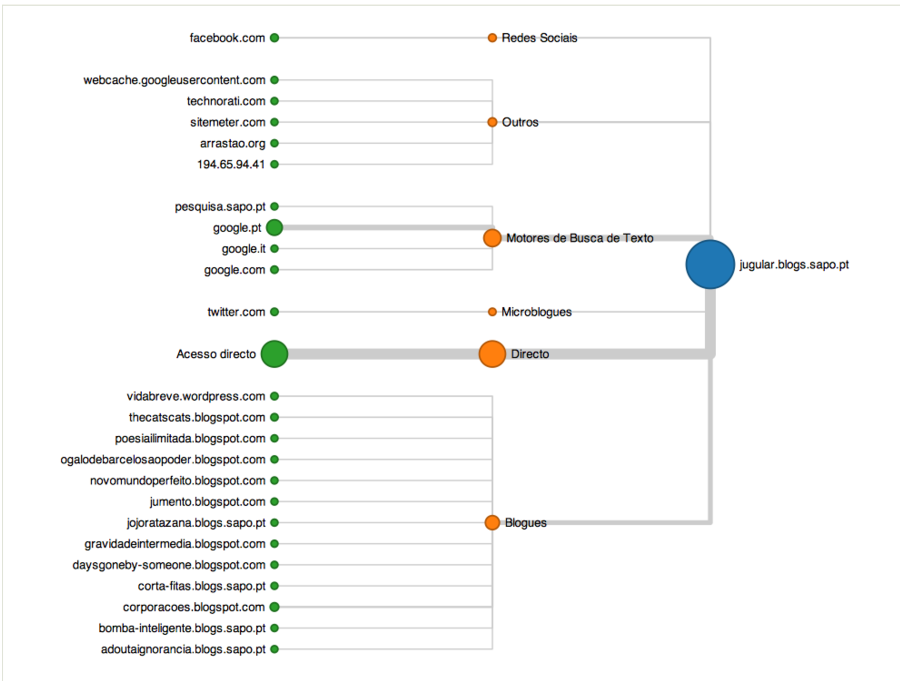 facebook.com
Redes Sociais
webcache.googleusercontent.com
technorati.com
sitemeter.com
Outros
arrastao.org
194.65.94.41
pesquisa.sapo.pt
google.pt
Motores de Busca de Texto
google.it
google.com
jugular.blogs.sapo.pt
twitter.com
Microblogues
Acesso directo
Directo
vidabreve.wordpress.com
thecatscats.blogspot.com
poesiailimitada.blogspot.com
ogalodebarcelosaopoder.blogspot.com
novomundoperfeito.blogspot.com
jumento.blogspot.com
jojoratazana.blogs.sapo.pt
Blogues
gravidadeintermedia.blogspot.com
daysgoneby-someone.blogspot.com
corta-fitas.blogs.sapo.pt
corporacoes.blogspot.com
bomba-inteligente.blogs.sapo.pt
adoutaignorancia.blogs.sapo.pt